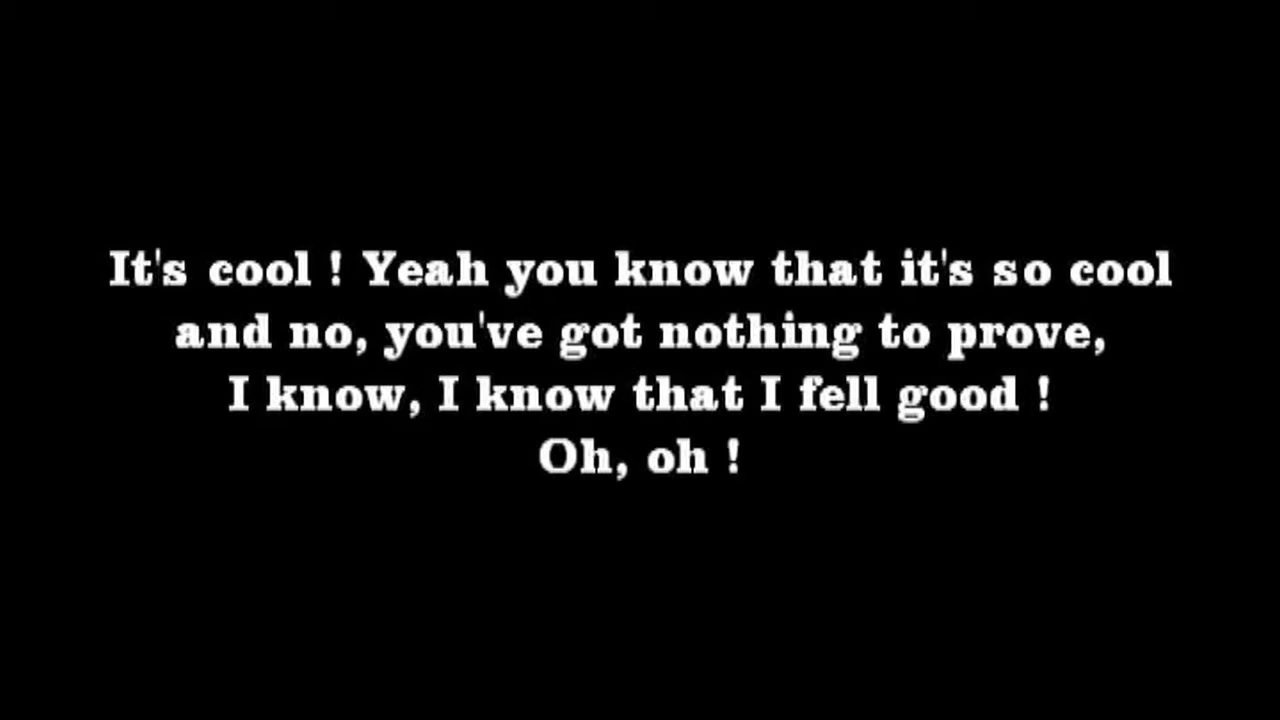 It's cool ! Yeah you know that it's so cool
and no, you've got nothing to prove,
I know, I know that I fell good !
Oh, oh !